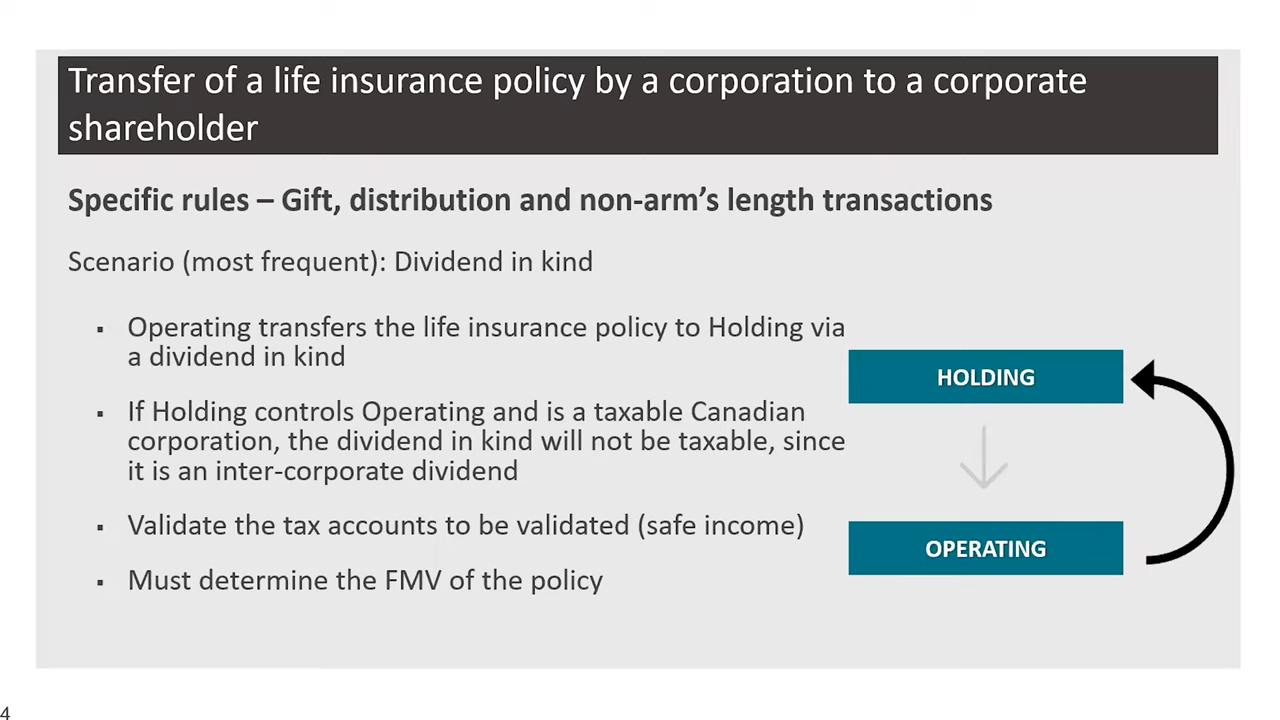 Transfer of a life insurance policy by a corporation to a corporate
shareholder
Specific rules – Gift, distribution and non-arm’s length transactions
Scenario (most frequent): Dividend in kind
▪ Operating transfers the life insurance policy to Holding via
a dividend in kind
▪ If Holding controls Operating and is a taxable Canadian
corporation, the dividend in kind will not be taxable, since
it is an inter-corporate dividend
▪ Validate the tax accounts to be validated (safe income)
▪ Must determine the FMV of the policy
HOLDING
OPERATING
4